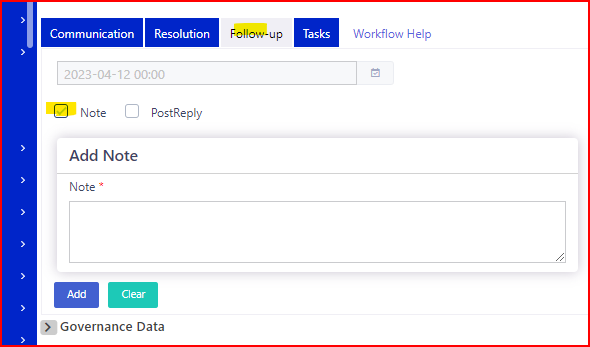 Communication Resolution Follow-up Tasks Workflow Help
2023-04-12 00:00
Note PostReply
Add Note
Note *
Add Clear
Governance Data